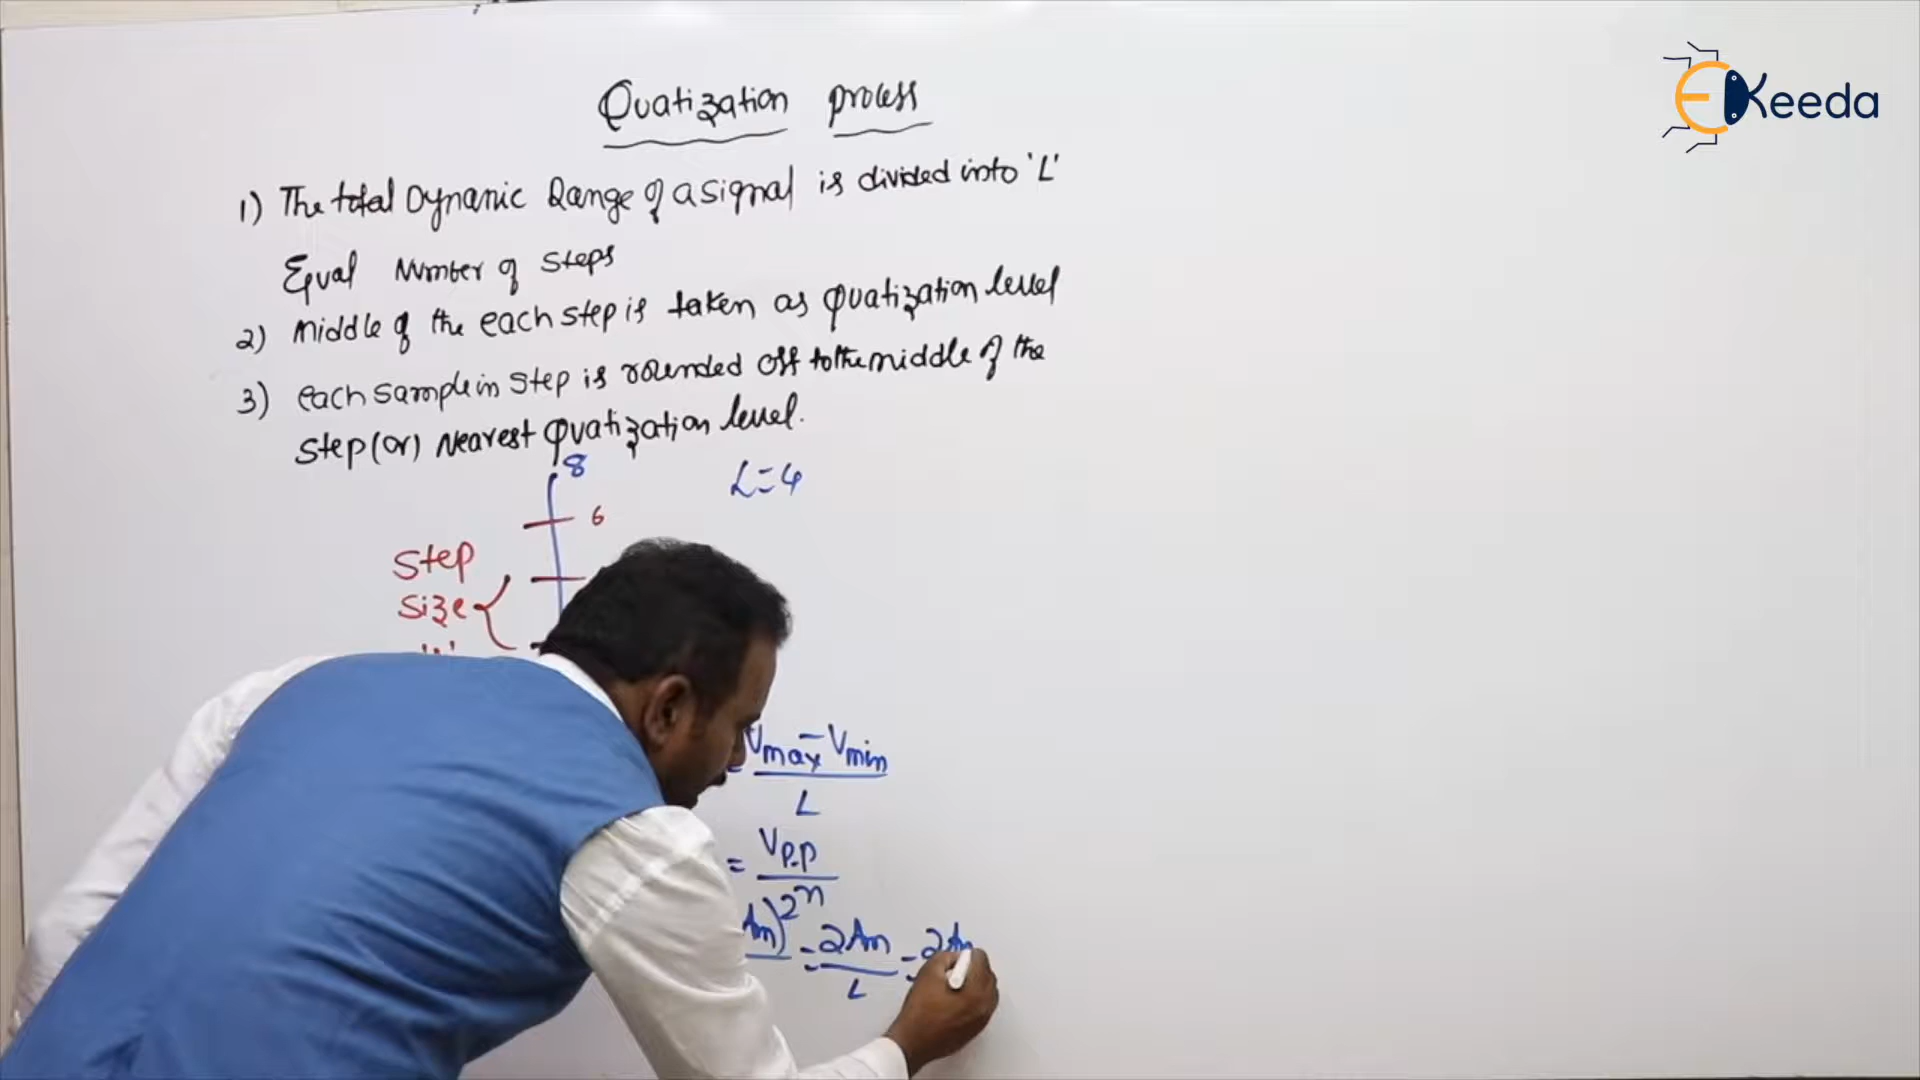 EKeeda
Quatization process
1) The total Dynamic Range of a signal is divided into 'L'
Equal Number of Steps
2) Middle of the each step is taken as quatization level
3) each sample in step is rounded off to the middle of the
step (or) Nearest quatization level.
8
L=4
6
Step
size
= Vmax - Vmin
L
= Vp-p
2^n
Am) = 2Am = 2Am
L